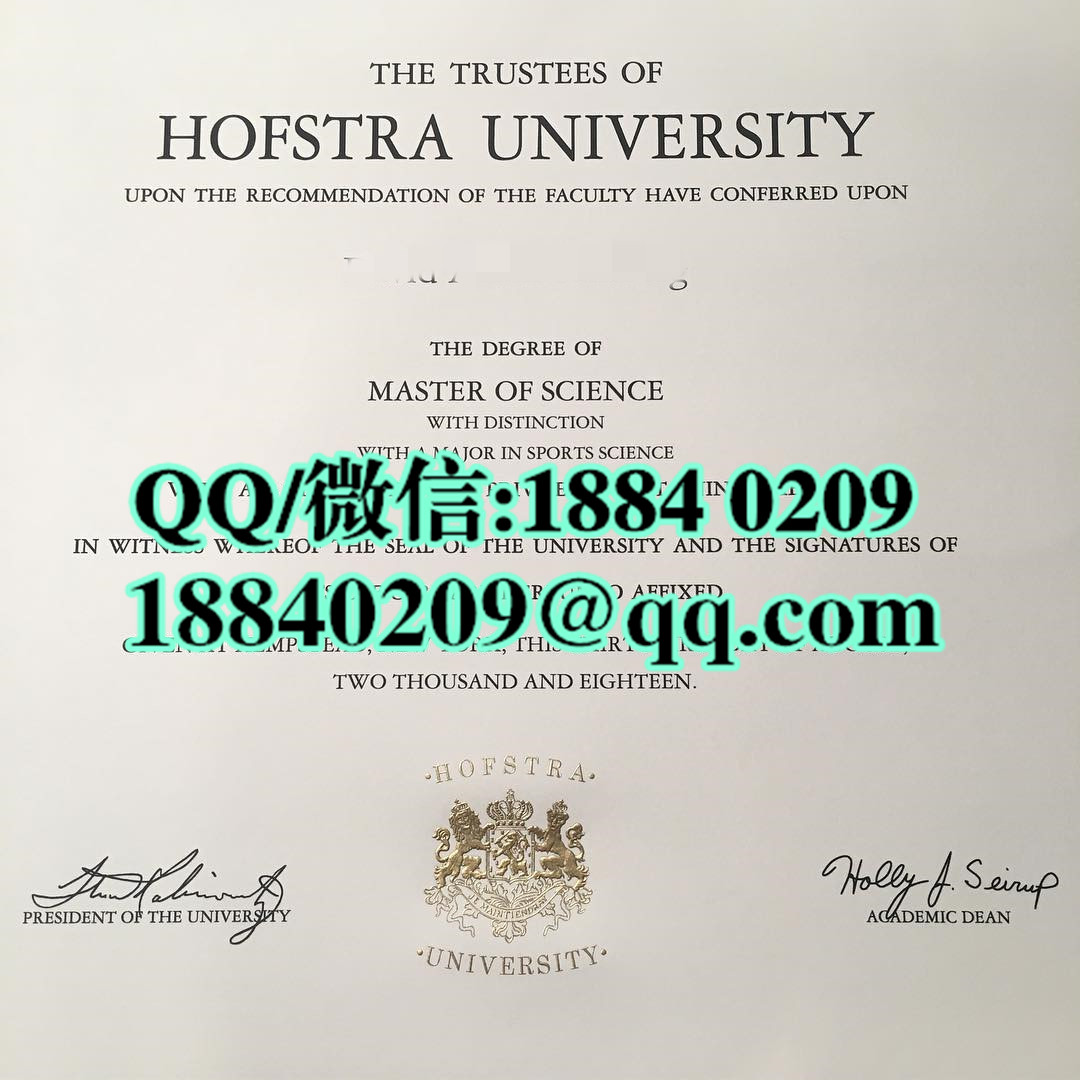 THE TRUSTEES OF
HOFSTRA UNIVERSITY
UPON THE RECOMMENDATION OF THE FACULTY HAVE CONFERRED UPON
THE DEGREE OF
MASTER OF SCIENCE
WITH DISTINCTION
WITH A MAJOR IN SPORTS SCIENCE
QQ/微信:1884 0209
IN WITNESS WHEREOF THE SEAL OF THE UNIVERSITY AND THE SIGNATURES OF
AFFIXED
18840209@qq.com
TWO THOUSAND AND EIGHTEEN.
HOFSTRA
UNIVERSITY
Holly J. Seirup
PRESIDENT OF THE UNIVERSITY
ACADEMIC DEAN